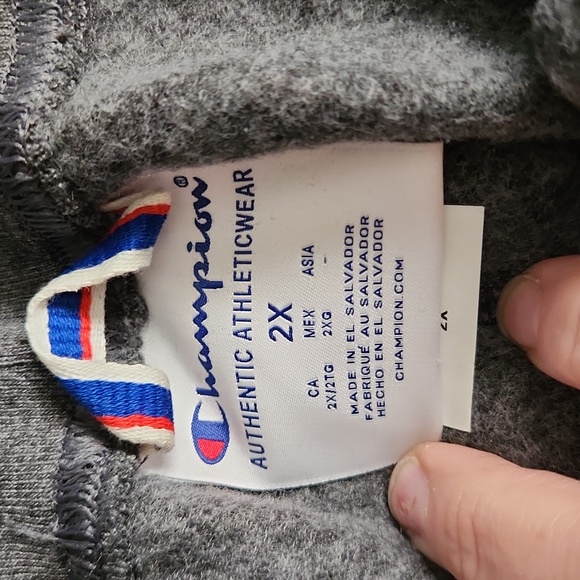 Champion®
AUTHENTIC ATHLETICWEAR
2X
CA MEX ASIA
2X/2TG 2XG
MADE IN EL SALVADOR
FABRIQUÉ AU SALVADOR
HECHO EN EL SALVADOR
CHAMPION.COM
2X